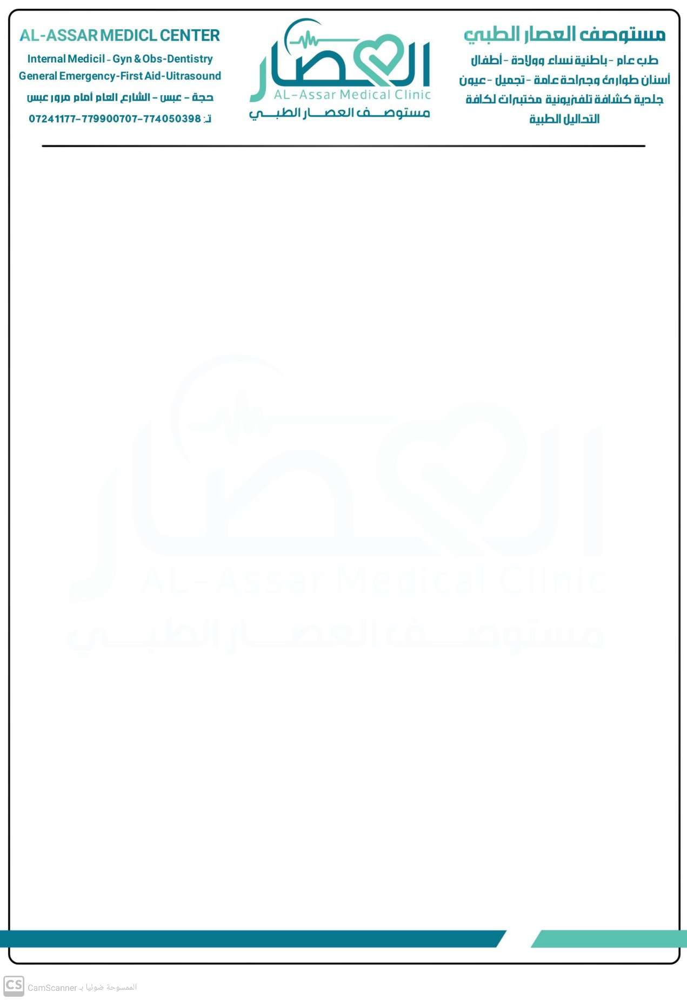 مستوصف العصار الطبي
طب عام - باطنية نساء وولادة - أطفال
أسنان طوارئ وجراحة عامة - تجميل - عيون
جلدية كشافة تلفزيونية مختبرات لكافة
التحاليل الطبية
العصار
AL-Assar Medical Clinic
مستوصف العصار الطبي
AL-ASSAR MEDICL CENTER
Internal Medicil - Gyn & Obs-Dentistry
General Emergency-First Aid-Uitrasound
حجة - عبس - الشارع العام أمام مرور عبس
ت: 07241177-779900707-774050398
العصار
AL-Assar Medical Clinic
مستوصف العصار الطبي
CS CamScanner الممسوحة ضوئيا بـ